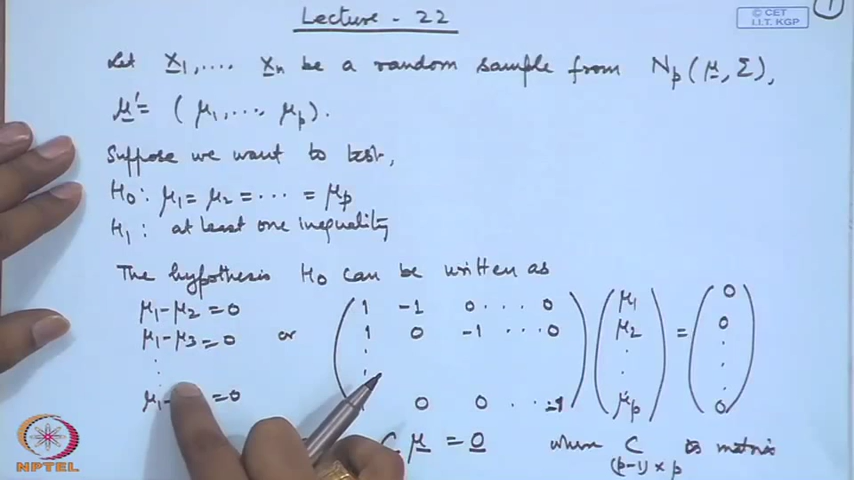 Lecture - 22
© CET
I.I.T. KGP
1
Let x̲₁, .... x̲ₙ be a random sample from Nₚ(μ̲, Σ),
μ̲' = (μ₁, ..., μₚ).
Suppose we want to test,
H₀: μ₁ = μ₂ = ... = μₚ
H₁: at least one inequality
The hypothesis H₀ can be written as
μ₁-μ₂ = 0
μ₁-μ₃ = 0 or
⋮
μ₁- = 0
( 1 -1 0 .... 0 ) ( μ₁ ) = ( 0 )
1 0 -1 ... 0 μ₂ 0
⋮ ⋮ ⋮
0 0 .. -1 μₚ 0
C μ̲ = 0̲ where C is matrix
(p-1) × p
NPTEL